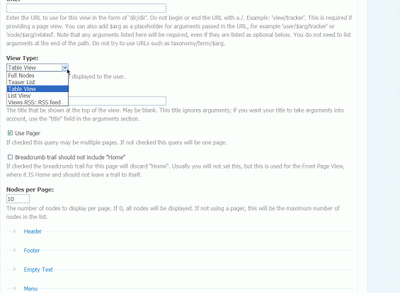 Enter the URL to use for this view in the form of 'dir/dir'. Do not begin or end the URL with a /. Example: 'view/tracker'. This is required if
providing a page view. You can also add $arg as a placeholder for arguments passed in the URL, for example 'user/$arg/tracker' or
'node/$arg/related'. Note that any arguments listed here will be required, even if they are listed as optional below. You do not need to list
arguments at the end of the path. Do not try to use URLs such as taxonomy/term/$arg.
View Type:
Table View
Full Nodes
displayed to the user.
Teaser List
Table View
List View
Views RSS: RSS feed
The title that be shown at the top of the view. May be blank. This title ignores arguments; if you want your title to take arguments into
account, use the "title" field in the arguments section.
Use Pager
If checked this query may be multiple pages. If not checked this query will be one page.
Breadcrumb trail should not include "Home"
If checked the breadcrumb trail for this page will discard "Home". Usually you will not set this, but this is used for the Front Page View,
where it IS Home and should not leave a trail to itself.
Nodes per Page:
10
The number of nodes to display per page. If 0, all nodes will be displayed. If not using a pager, this will be the maximum number of
nodes in the list.
Header
Footer
Empty Text
Menu